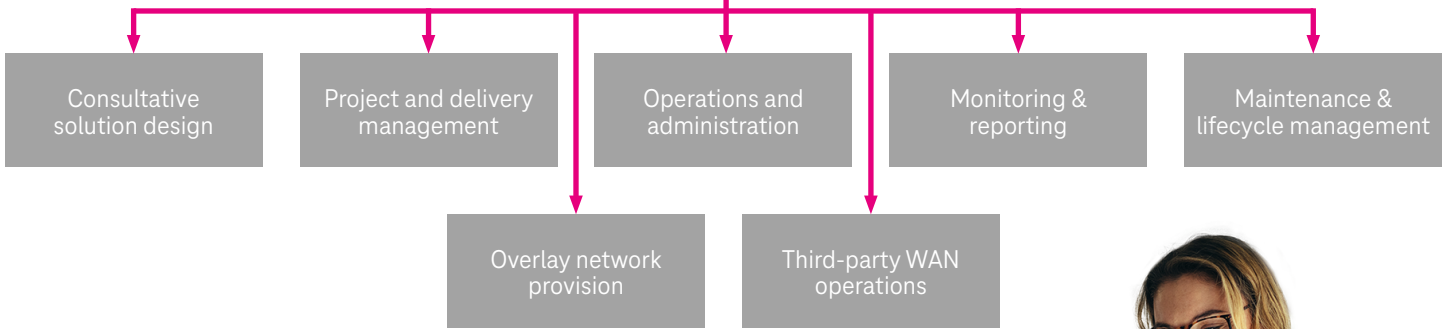 Consultative
solution design
Project and delivery
management
Operations and
administration
Monitoring &
reporting
Maintenance &
lifecycle management
Overlay network
provision
Third-party WAN
operations